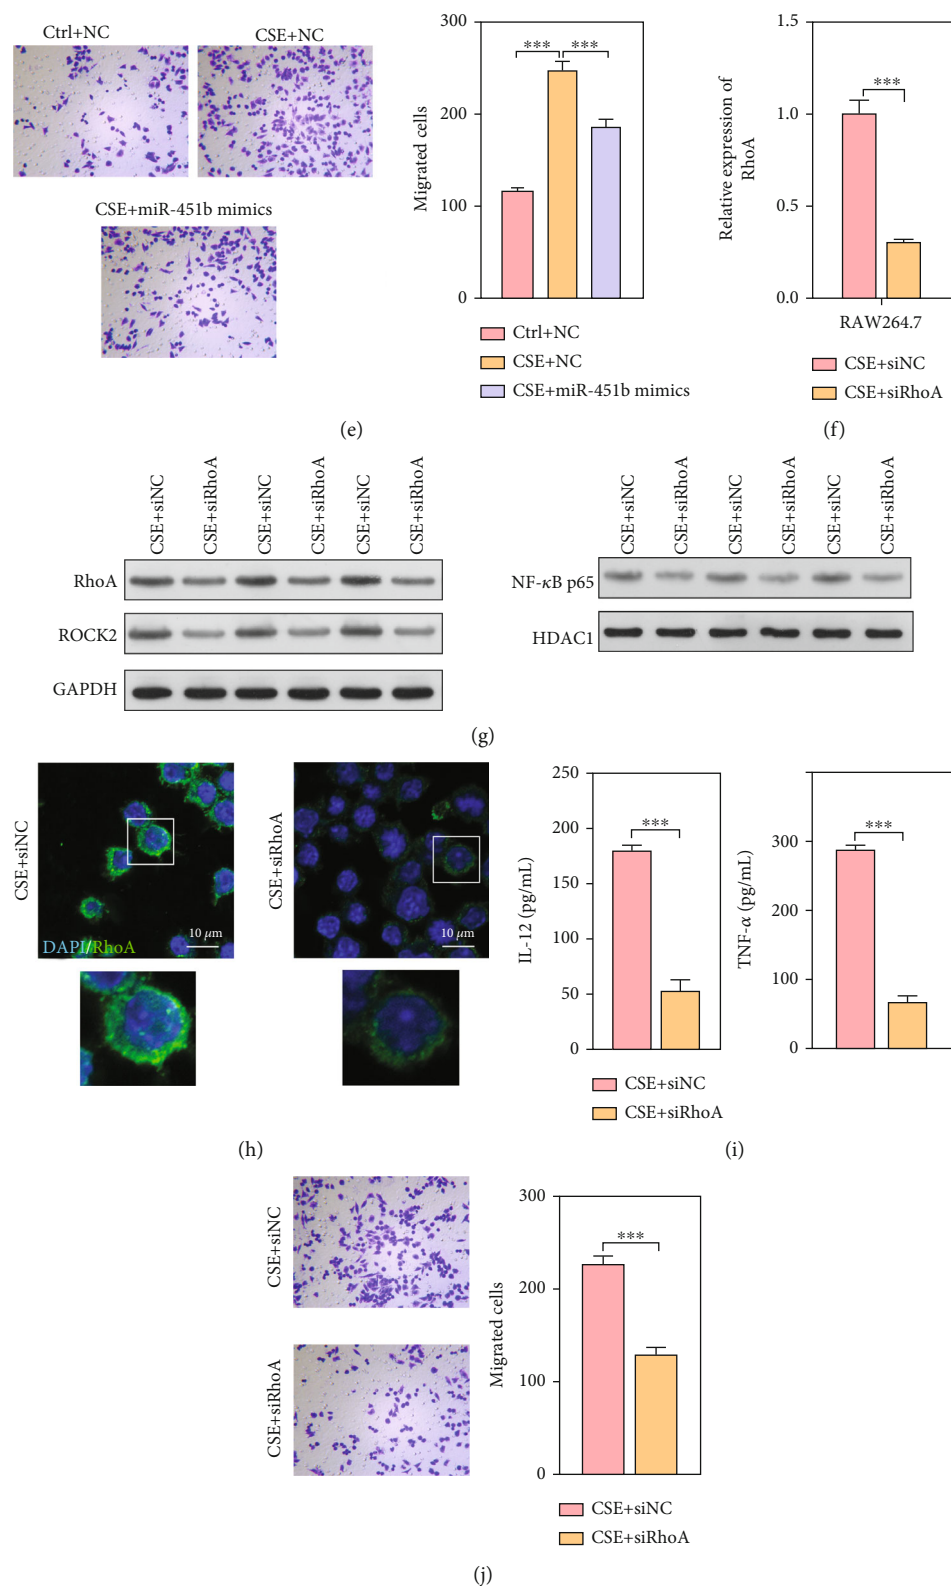 Ctrl+NC
CSE+NC
CSE+miR-451b mimics
Migrated cells
300
200
100
0
***
***
Ctrl+NC
CSE+NC
CSE+miR-451b mimics
(e)
Relative expression of
RhoA
1.5
1.0
0.5
0.0
***
RAW264.7
CSE+siNC
CSE+siRhoA
(f)
CSE+siNC
CSE+siRhoA
CSE+siNC
CSE+siRhoA
CSE+siNC
CSE+siRhoA
RhoA
ROCK2
GAPDH
CSE+siNC
CSE+siRhoA
CSE+siNC
CSE+siRhoA
CSE+siNC
CSE+siRhoA
NF-κB p65
HDAC1
(g)
CSE+siNC
DAPI/RhoA
10 μm
CSE+siRhoA
10 μm
(h)
IL-12 (pg/mL)
250
200
150
100
50
0
***
TNF-α (pg/mL)
300
200
100
0
***
CSE+siNC
CSE+siRhoA
(i)
CSE+siNC
CSE+siRhoA
Migrated cells
300
200
100
0
***
CSE+siNC
CSE+siRhoA
(j)